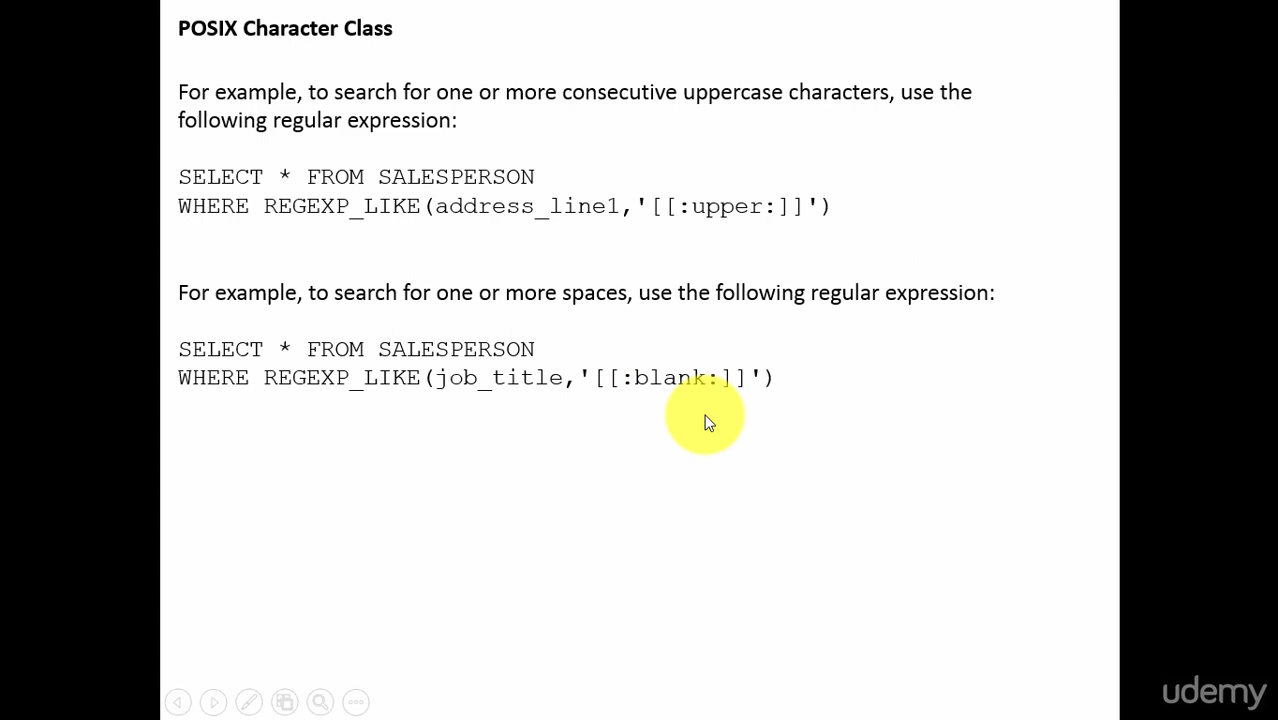 POSIX Character Class
For example, to search for one or more consecutive uppercase characters, use the
following regular expression:
SELECT * FROM SALESPERSON
WHERE REGEXP_LIKE(address_line1,'[[:upper:]]')
For example, to search for one or more spaces, use the following regular expression:
SELECT * FROM SALESPERSON
WHERE REGEXP_LIKE(job_title,'[[:blank:]]')
udemy